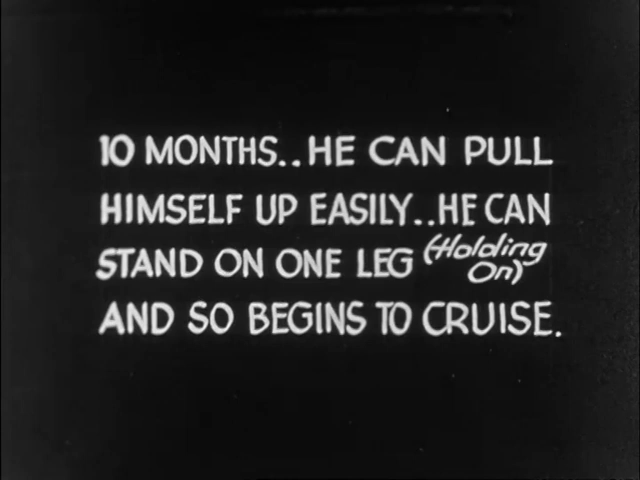 10 MONTHS..HE CAN PULL
HIMSELF UP EASILY..HE CAN
STAND ON ONE LEG (Holding On)
AND SO BEGINS TO CRUISE.